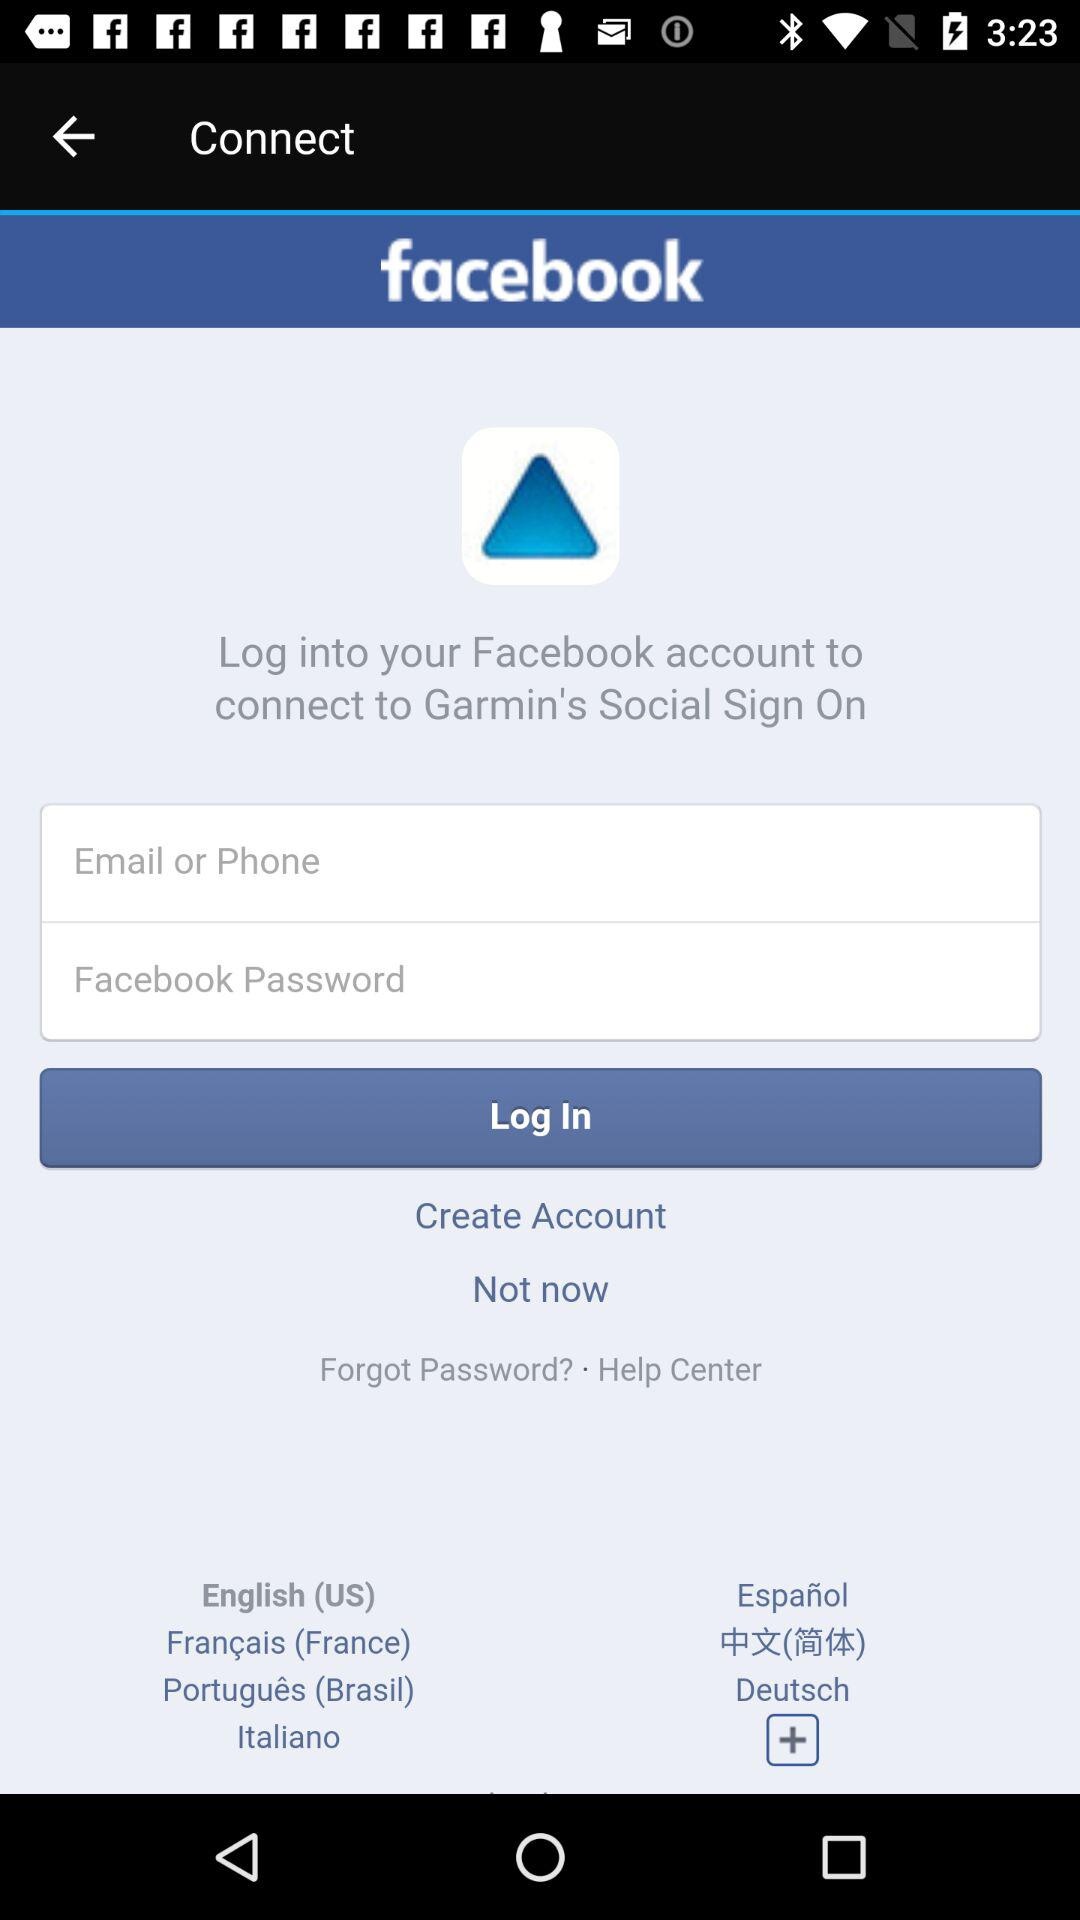 3:23
Connect
facebook
Log into your Facebook account to
connect to Garmin's Social Sign On
Email or Phone
Facebook Password
Log In
Create Account
Not now
Forgot Password? · Help Center
English (US)
Español
Français (France)
中文(简体)
Português (Brasil)
Deutsch
Italiano